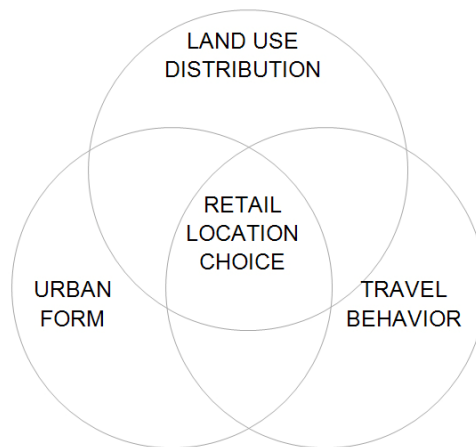 LAND USE
DISTRIBUTION
RETAIL
LOCATION
CHOICE
URBAN
FORM
TRAVEL
BEHAVIOR